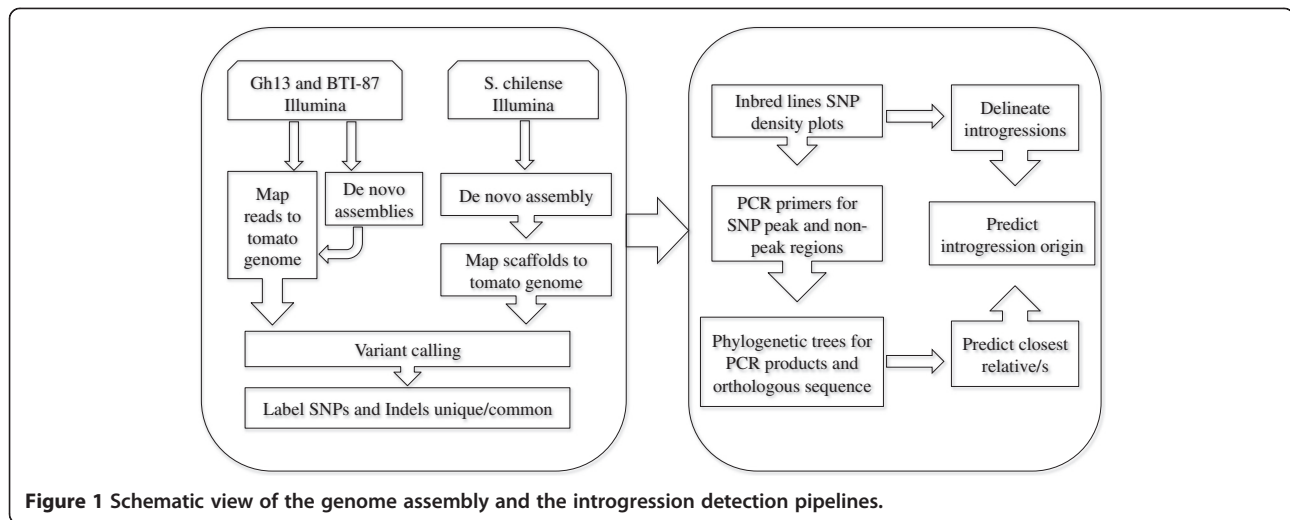 Gh13 and BTI-87
Illumina
S. chilense
Illumina
Map
reads to
tomato
genome
De novo
assemblies
De novo assembly
Map scaffolds to
tomato genome
Variant calling
Label SNPs and Indels unique/common
Inbred lines SNP
density plots
Delineate
introgressions
PCR primers for
SNP peak and non-
peak regions
Predict
introgression origin
Phylogenetic trees for
PCR products and
orthologous sequence
Predict closest
relative/s
Figure 1 Schematic view of the genome assembly and the introgression detection pipelines.